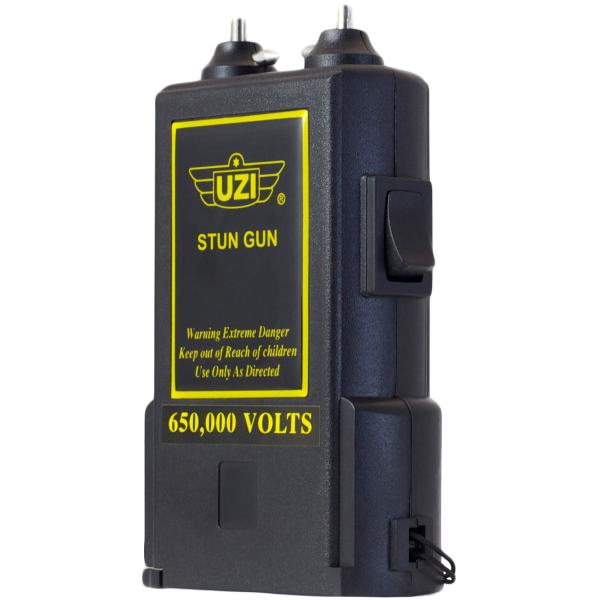 UZI ®
STUN GUN
Warning Extreme Danger
Keep out of Reach of children
Use Only As Directed
650,000 VOLTS